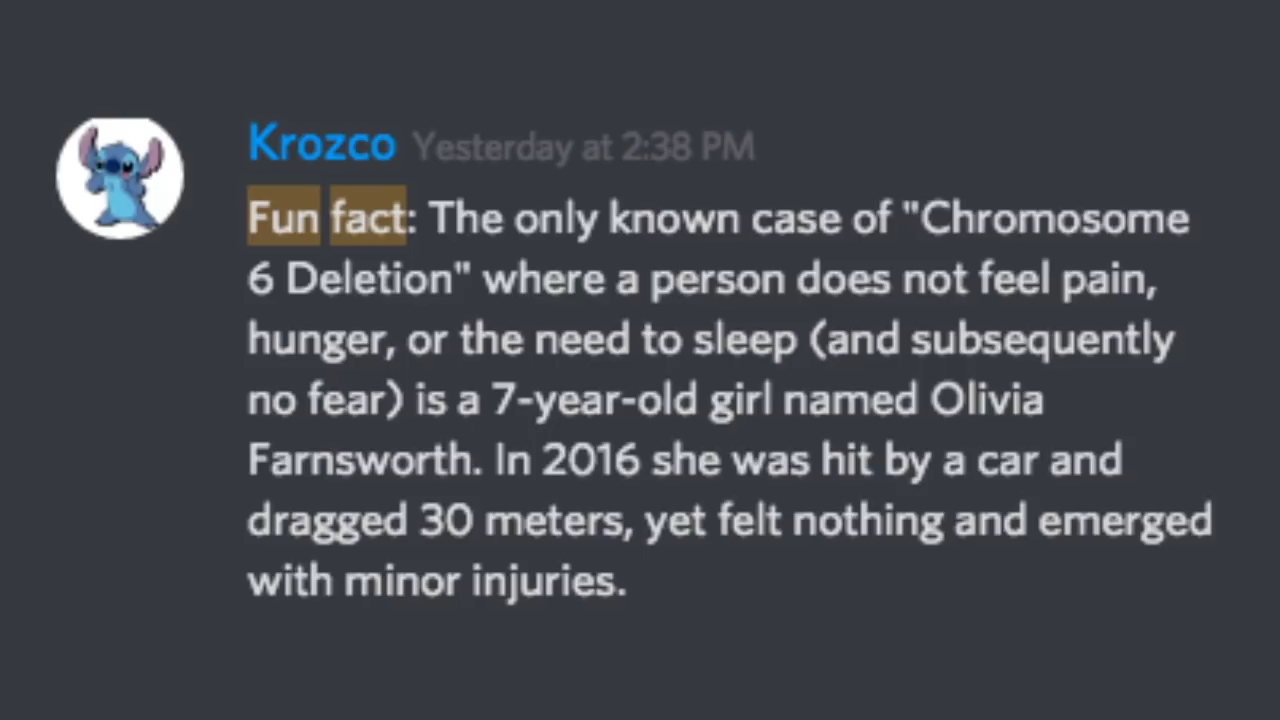 Krozco Yesterday at 2:38 PM
Fun fact: The only known case of "Chromosome
6 Deletion" where a person does not feel pain,
hunger, or the need to sleep (and subsequently
no fear) is a 7-year-old girl named Olivia
Farnsworth. In 2016 she was hit by a car and
dragged 30 meters, yet felt nothing and emerged
with minor injuries.